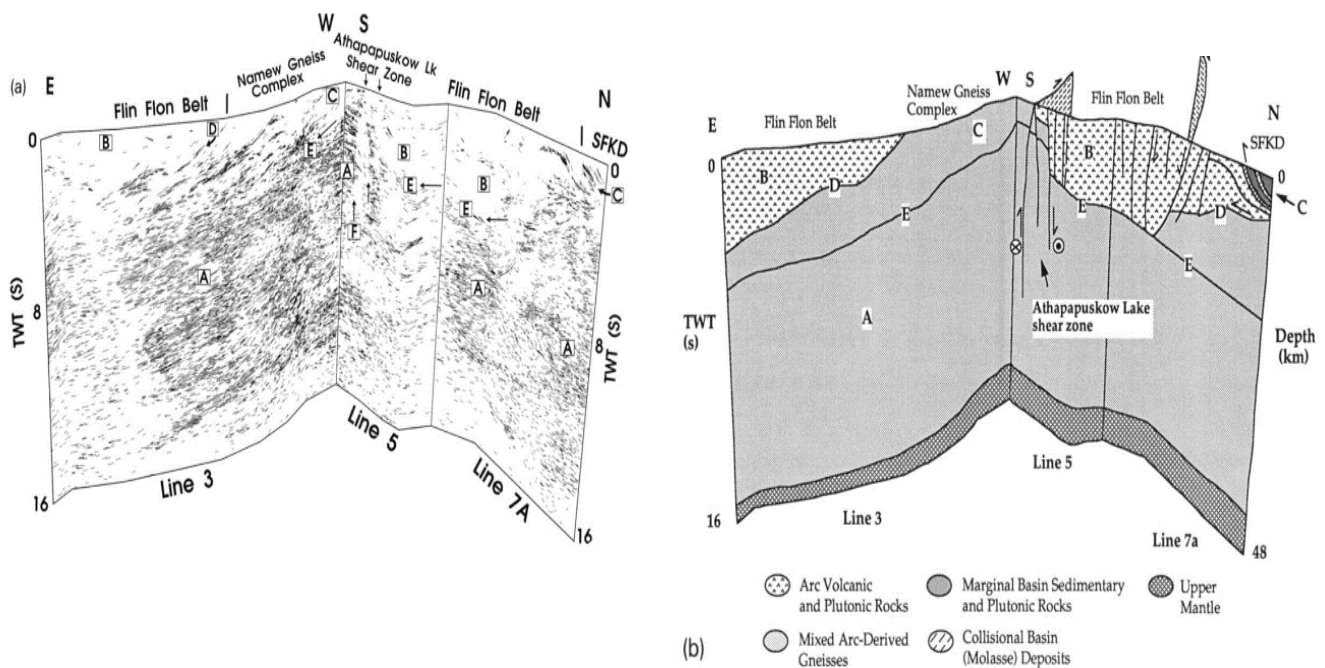 W S
Athapapuskow Lk
Shear Zone
(a) E
Namew Gneiss
Complex
Flin Flon Belt
Flin Flon Belt
N
SFKD
0
B
D
C
E
A
B
B
E
E
F
A
A
A
C
0
TWT (S)
8
8
TWT (S)
16
Line 3
Line 5
Line 7A
16
W S
Namew Gneiss
Complex
Flin Flon Belt
E
Flin Flon Belt
N
SFKD
0
0
B
D
C
E
B
E
D
C
E
A
Athapapuskow Lake
shear zone
TWT
(s)
Depth
(km)
16
Line 3
Line 5
Line 7a
48
Arc Volcanic
and Plutonic Rocks
Marginal Basin Sedimentary
and Plutonic Rocks
Upper
Mantle
(b)
Mixed Arc-Derived
Gneisses
Collisional Basin
(Molasse) Deposits